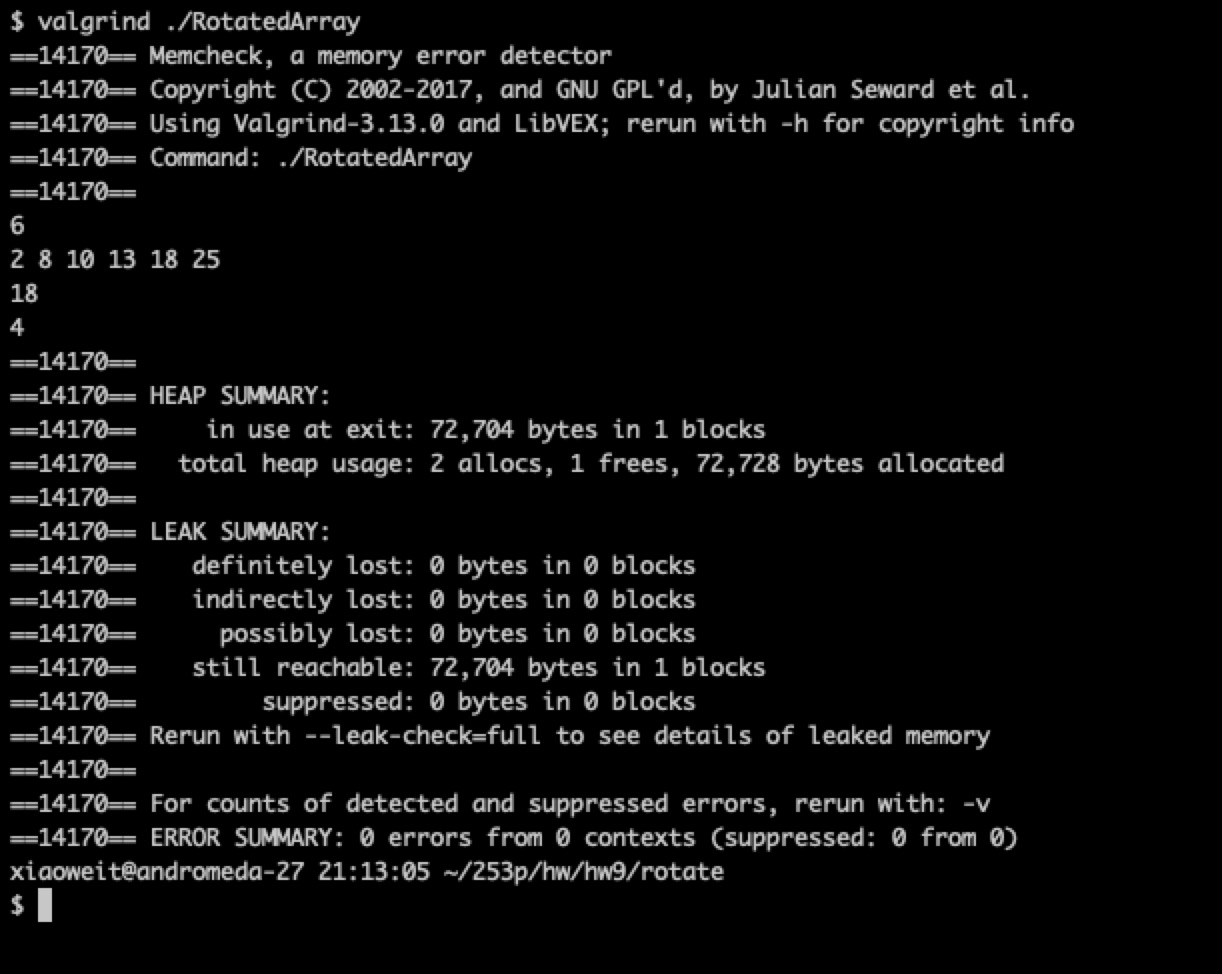 $ valgrind ./RotatedArray
==14170== Memcheck, a memory error detector
==14170== Copyright (C) 2002-2017, and GNU GPL'd, by Julian Seward et al.
==14170== Using Valgrind-3.13.0 and LibVEX; rerun with -h for copyright info
==14170== Command: ./RotatedArray
==14170==
6
2 8 10 13 18 25
18
4
==14170==
==14170== HEAP SUMMARY:
==14170==     in use at exit: 72,704 bytes in 1 blocks
==14170==   total heap usage: 2 allocs, 1 frees, 72,728 bytes allocated
==14170==
==14170== LEAK SUMMARY:
==14170==    definitely lost: 0 bytes in 0 blocks
==14170==    indirectly lost: 0 bytes in 0 blocks
==14170==      possibly lost: 0 bytes in 0 blocks
==14170==    still reachable: 72,704 bytes in 1 blocks
==14170==         suppressed: 0 bytes in 0 blocks
==14170== Rerun with --leak-check=full to see details of leaked memory
==14170==
==14170== For counts of detected and suppressed errors, rerun with: -v
==14170== ERROR SUMMARY: 0 errors from 0 contexts (suppressed: 0 from 0)
xiaoweit@andromeda-27 21:13:05 ~/253p/hw/hw9/rotate
$